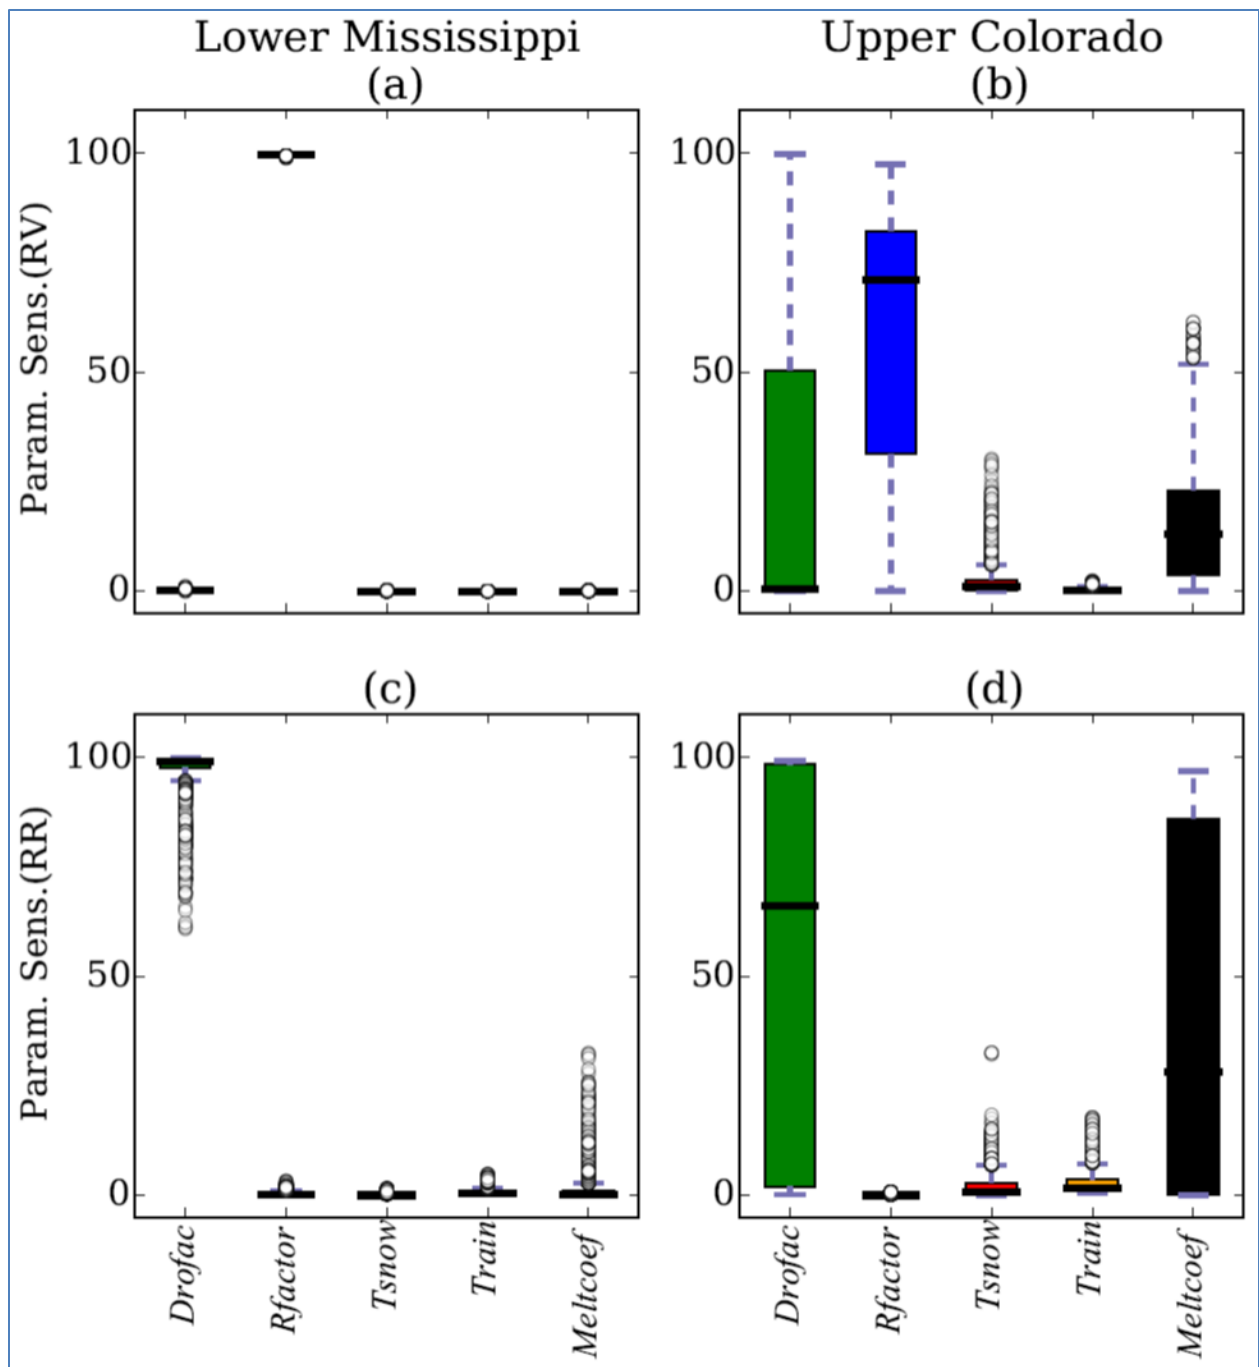 Lower Mississippi
Upper Colorado
(a)
(b)
Param. Sens.(RV)
100
50
0
100
50
0
(c)
(d)
Param. Sens.(RR)
100
50
0
100
50
0
Drofac
Rfactor
Tsnow
Train
Meltcoef
Drofac
Rfactor
Tsnow
Train
Meltcoef